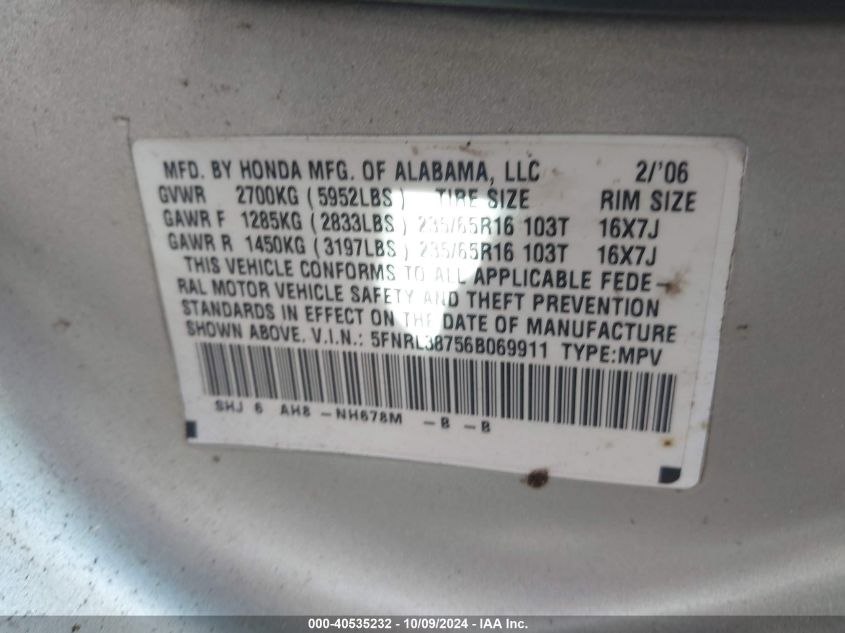 MFD. BY HONDA MFG. OF ALABAMA, LLC 2/'06
GVWR 2700KG (5952LBS) TIRE SIZE RIM SIZE
GAWR F 1285KG (2833LBS) 235/65R16 103T 16X7J
GAWR R 1450KG (3197LBS) 235/65R16 103T 16X7J
THIS VEHICLE CONFORMS TO ALL APPLICABLE FEDE-
RAL MOTOR VEHICLE SAFETY AND THEFT PREVENTION
STANDARDS IN EFFECT ON THE DATE OF MANUFACTURE
SHOWN ABOVE. V.I.N.: 5FNRL38756B069911 TYPE:MPV
SHJ 6 AH8 -NH678M -B -B
000-40535232 - 10/09/2024 - IAA Inc.